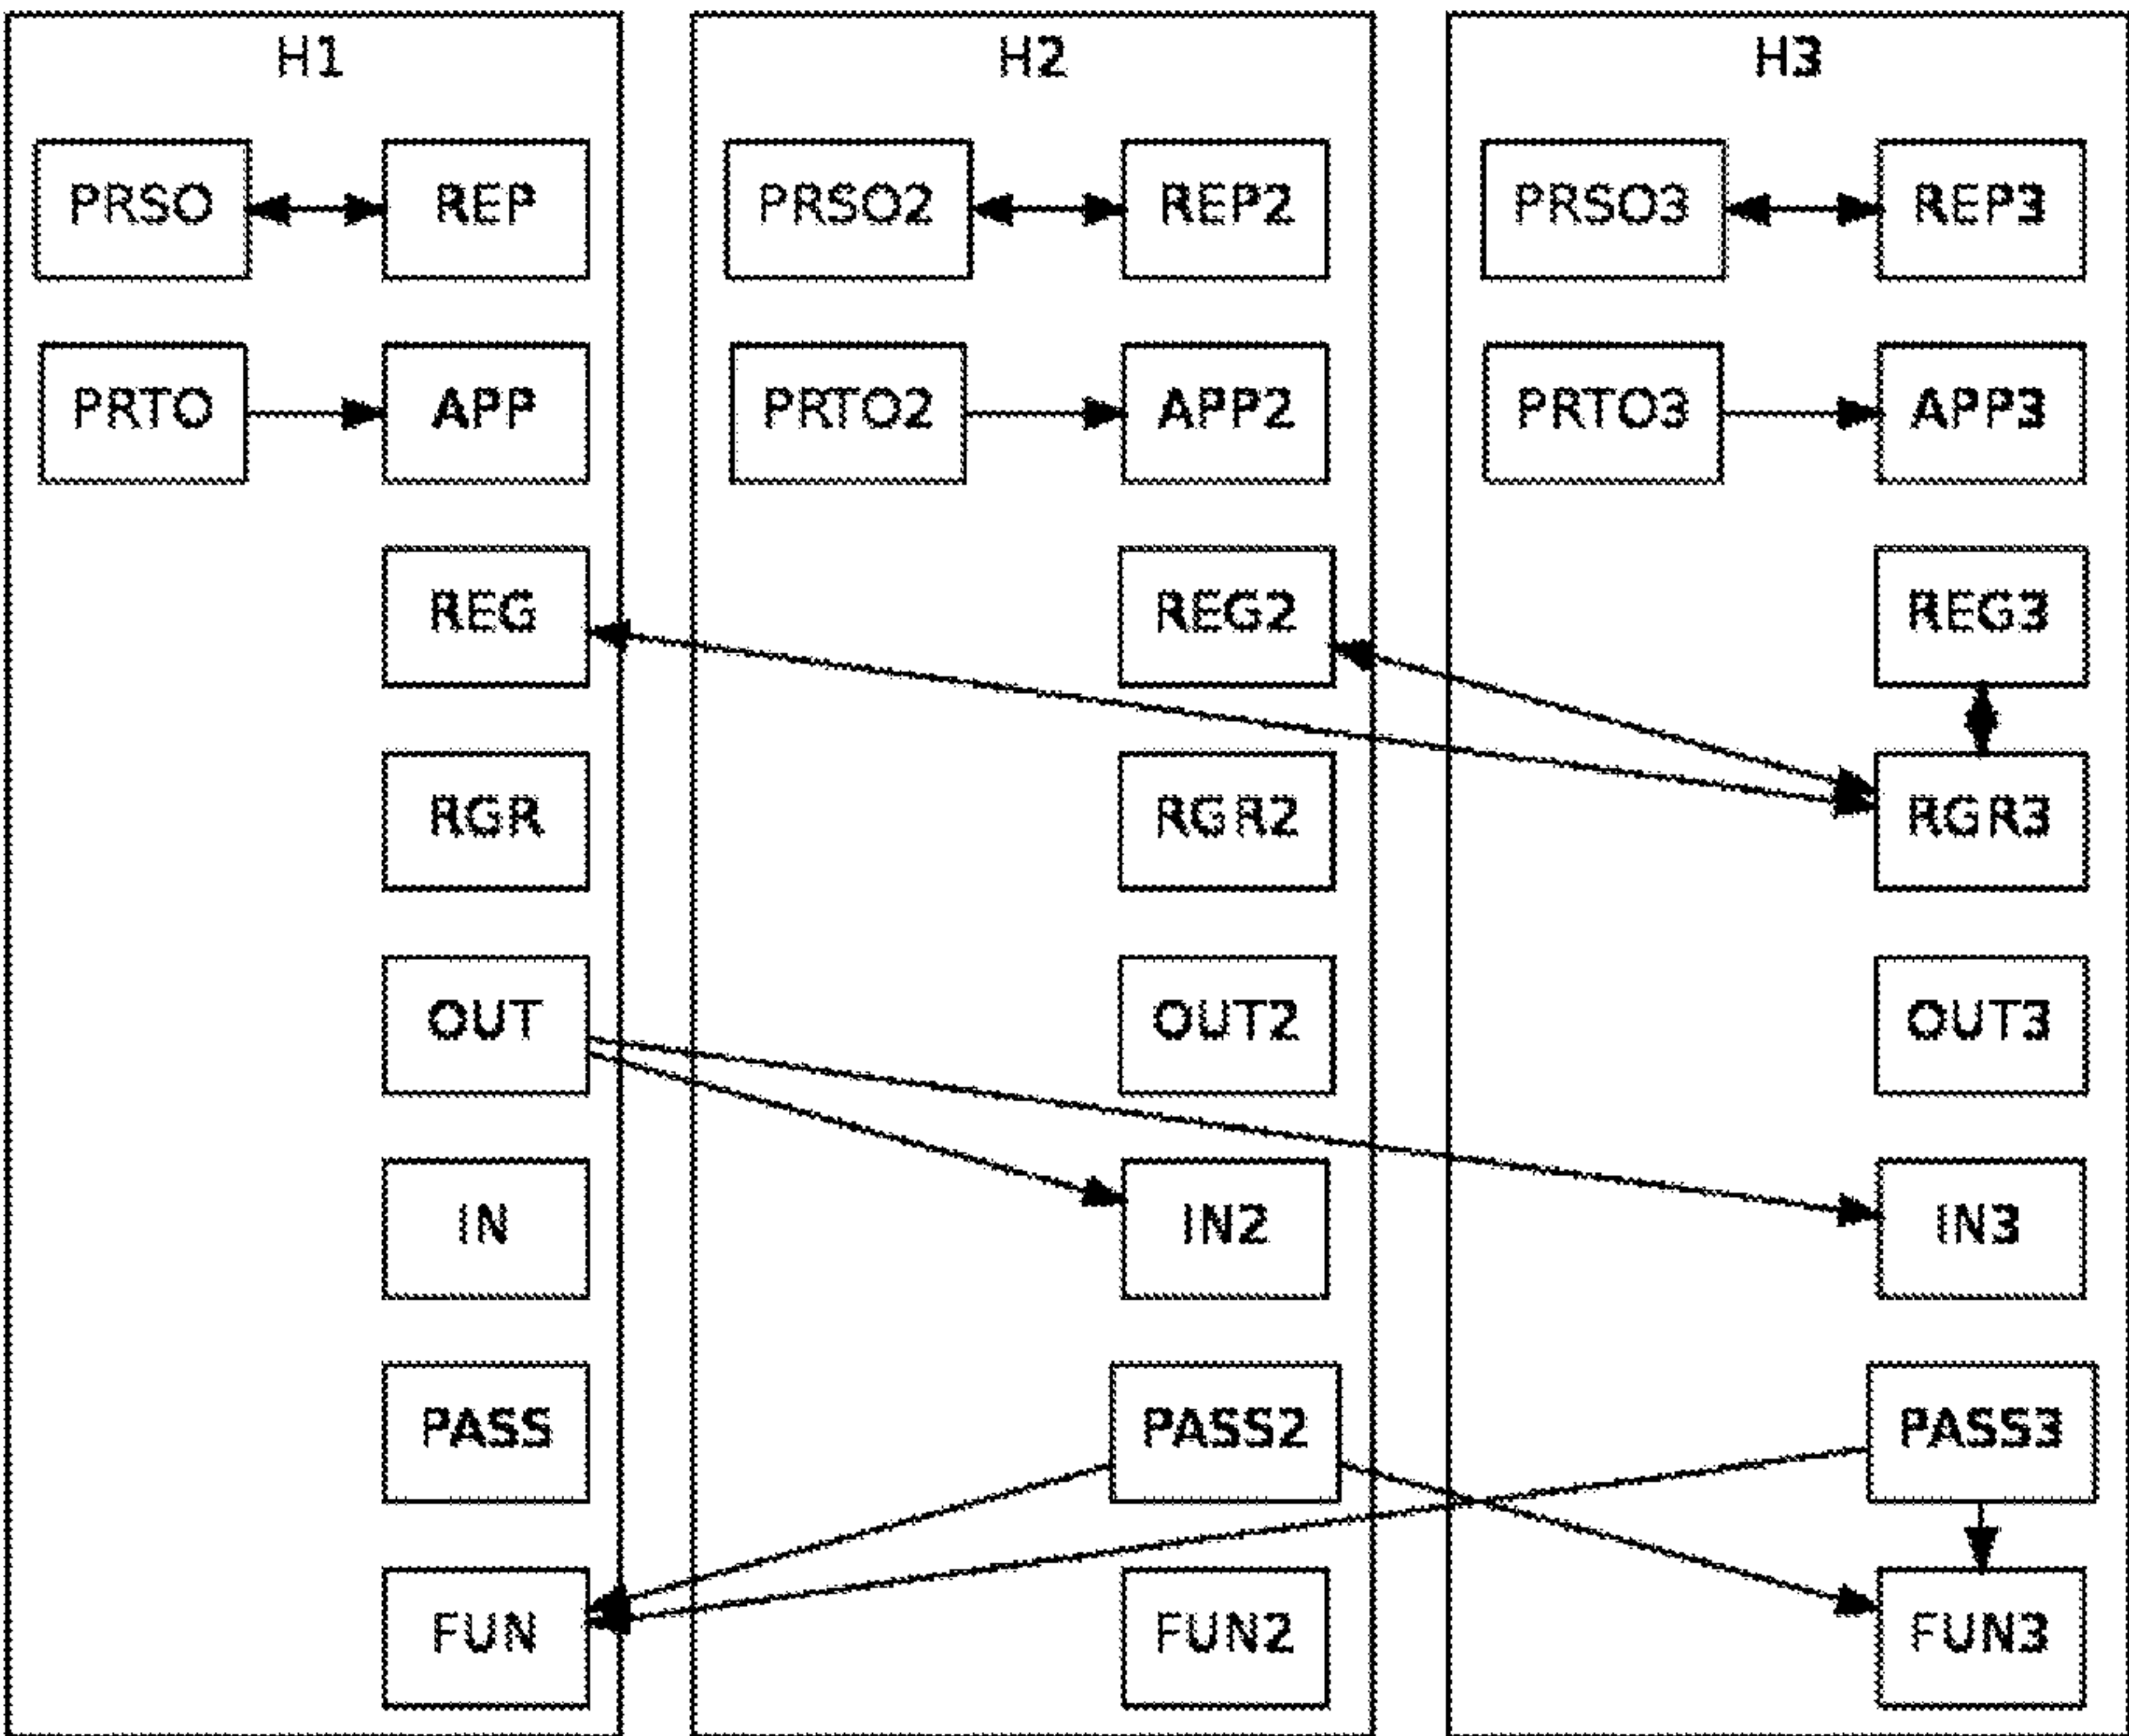 H1 H2 H3
PRSO REP PRSO2 REP2 PRSO3 REP3
PRTO APP PRTO2 APP2 PRTO3 APP3
REG REG2 REG3
RGR RGR2 RGR3
OUT OUT2 OUT3
IN IN2 IN3
PASS PASS2 PASS3
FUN FUN2 FUN3